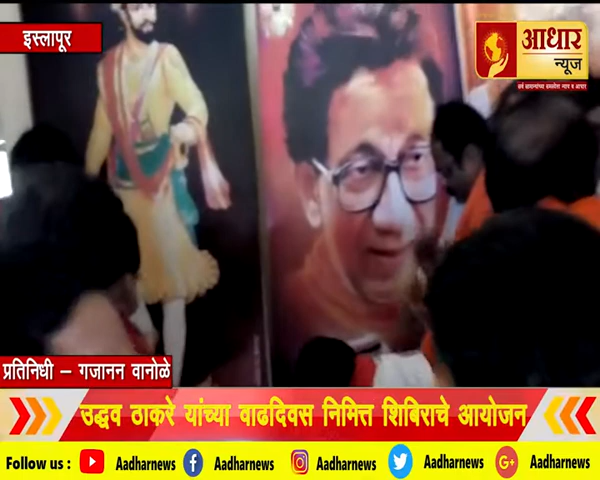 इस्लापूर
आधार
न्यूज
प्रतिनिधी – गजानन वानोळे
उद्धव ठाकरे यांच्या वाढदिवस निमित्त शिबिराचे आयोजन
Follow us : Aadharnews Aadharnews Aadharnews Aadharnews G+ Aadharnews